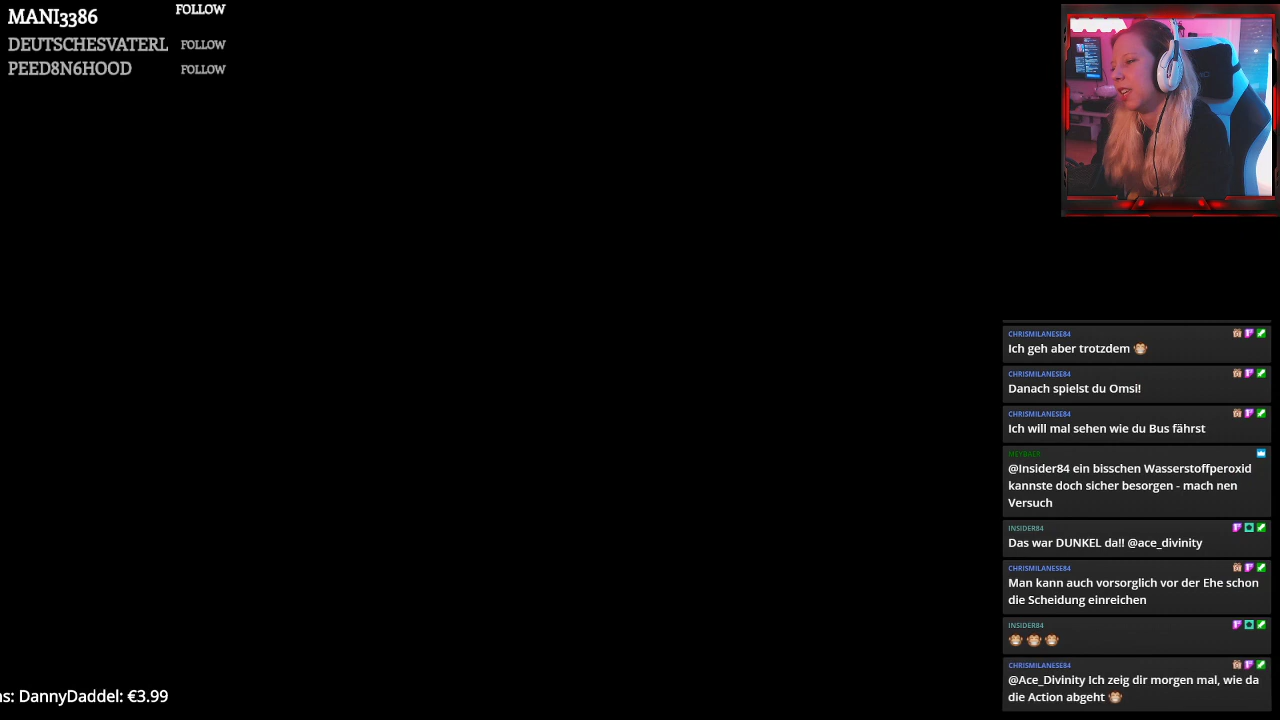 MANI3386 FOLLOW
DEUTSCHESVATERL FOLLOW
PEED8N6HOOD FOLLOW
CHRISMILANESE84
Ich geh aber trotzdem
CHRISMILANESE84
Danach spielst du Omsi!
CHRISMILANESE84
Ich will mal sehen wie du Bus fährst
MEYBAER
@Insider84 ein bisschen Wasserstoffperoxid
kannste doch sicher besorgen - mach nen
Versuch
INSIDER84
Das war DUNKEL da!! @ace_divinity
CHRISMILANESE84
Man kann auch vorsorglich vor der Ehe schon
die Scheidung einreichen
INSIDER84
CHRISMILANESE84
@Ace_Divinity Ich zeig dir morgen mal, wie da
die Action abgeht
ns: DannyDaddel: €3.99